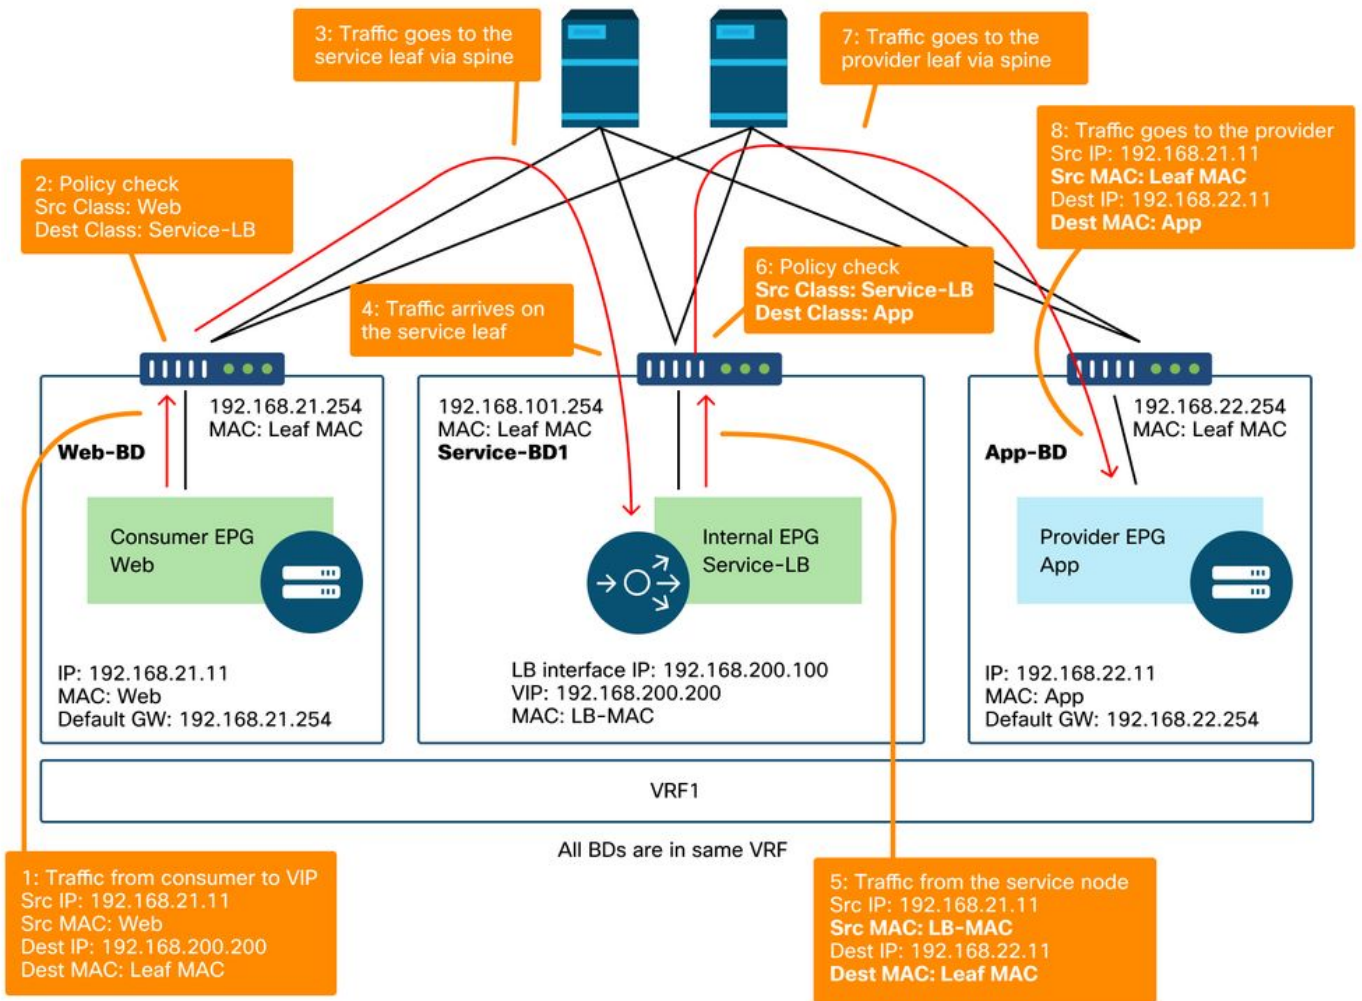 3: Traffic goes to the
service leaf via spine
7: Traffic goes to the
provider leaf via spine
8: Traffic goes to the provider
Src IP: 192.168.21.11
Src MAC: Leaf MAC
Dest IP: 192.168.22.11
Dest MAC: App
2: Policy check
Src Class: Web
Dest Class: Service-LB
6: Policy check
Src Class: Service-LB
Dest Class: App
4: Traffic arrives on
the service leaf
192.168.21.254
MAC: Leaf MAC
Web-BD
Consumer EPG
Web
IP: 192.168.21.11
MAC: Web
Default GW: 192.168.21.254
192.168.101.254
MAC: Leaf MAC
Service-BD1
Internal EPG
Service-LB
LB interface IP: 192.168.200.100
VIP: 192.168.200.200
MAC: LB-MAC
192.168.22.254
MAC: Leaf MAC
App-BD
Provider EPG
App
IP: 192.168.22.11
MAC: App
Default GW: 192.168.22.254
VRF1
All BDs are in same VRF
1: Traffic from consumer to VIP
Src IP: 192.168.21.11
Src MAC: Web
Dest IP: 192.168.200.200
Dest MAC: Leaf MAC
5: Traffic from the service node
Src IP: 192.168.21.11
Src MAC: LB-MAC
Dest IP: 192.168.22.11
Dest MAC: Leaf MAC